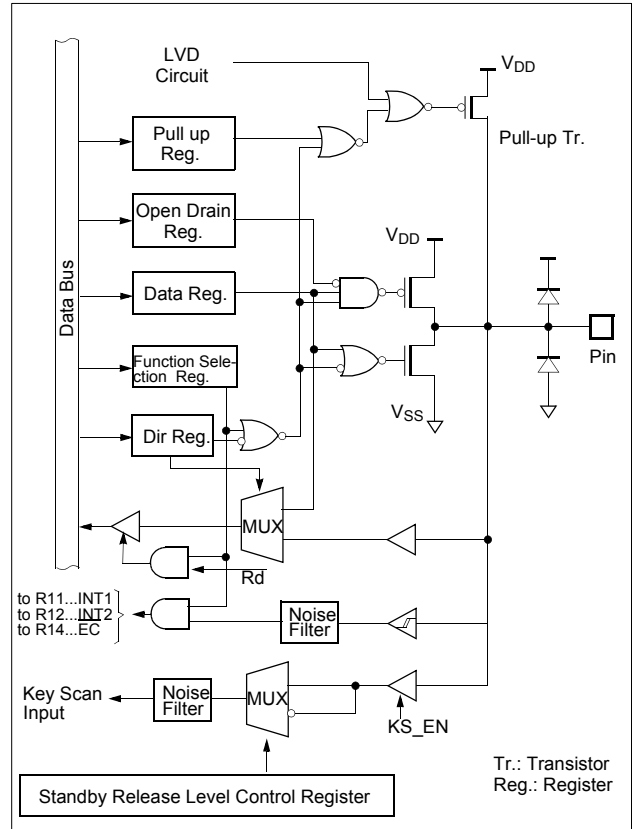 LVD
Circuit
VDD
Pull-up Tr.
Pull up
Reg.
Open Drain
Reg.
VDD
Data Reg.
Data Bus
Function Sele-
ction Reg.
Pin
VSS
Dir Reg.
MUX
Rd
to R11...INT1
to R12...INT2
to R14...EC
Noise
Filter
Key Scan
Input
Noise
Filter
MUX
KS_EN
Tr.: Transistor
Reg.: Register
Standby Release Level Control Register